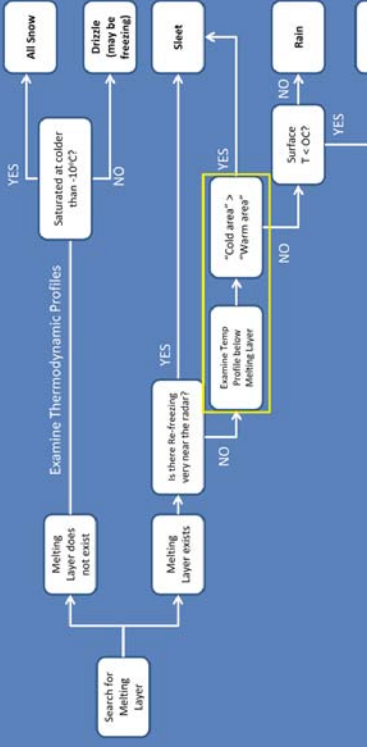 Search for
Melting
Layer
Melting
Layer does
not exist
Examine Thermodynamic Profiles
Saturated at colder
than -10°C?
YES
All Snow
NO
Drizzle
(may be
freezing)
Melting
Layer exists
Is there Re-freezing
very near the radar?
YES
Sleet
NO
Examine Temp
Profile below
Melting Layer
"Cold area" >
"Warm area"
YES
NO
Surface
T < OC?
NO
Rain
YES